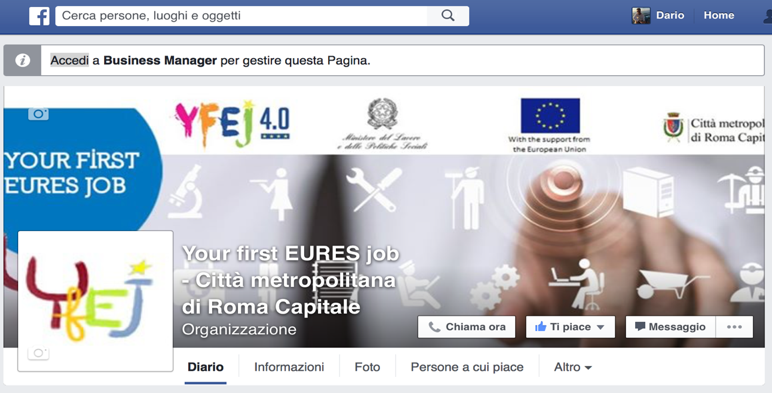 f
Cerca persone, luoghi e oggetti
Dario
Home
Accedi a Business Manager per gestire questa Pagina.
YFEJ 4.0
Ministero del Lavoro
e delle Politiche Sociali
With the support from
the European Union
Città metropol
di Roma Capit
YOUR FİRST
EURES JOB
YfEJ
Your first EURES job
- Città metropolitana
di Roma Capitale
Organizzazione
Chiama ora
Ti piace
Messaggio
Diario
Informazioni
Foto
Persone a cui piace
Altro